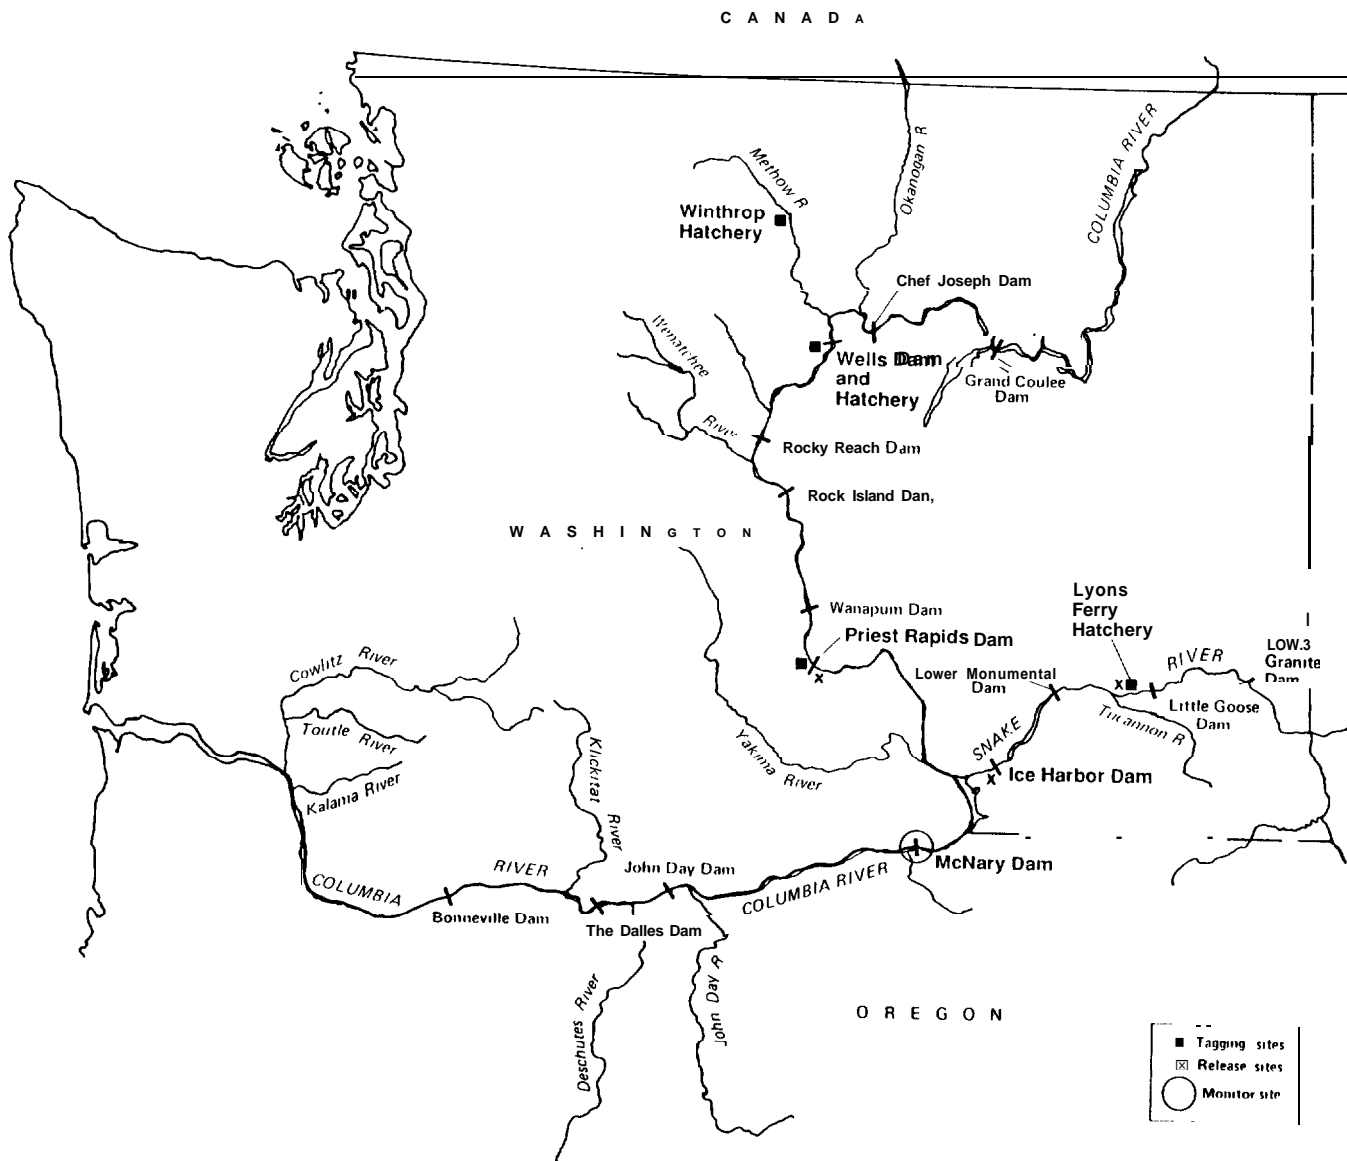 CANADA
COLUMBIA RIVER
Okanogan R
Methow R
Winthrop
Hatchery
Chef Joseph Dam
Wenatchee
River
Wells Dam
and
Hatchery
Grand Coulee
Dam
Rocky Reach Dam
Rock Island Dan,
WASHINGTON
Wanapum Dam
Priest Rapids Dam
Lyons
Ferry
Hatchery
LOW.3
Granite
Dam
RIVER
Lower Monumental
Dam
Little Goose
Dam
Tucannon R
SNAKE
Ice Harbor Dam
Cowlitz River
Toutle River
Kalama River
Klickitat River
Yakima River
McNary Dam
COLUMBIA RIVER
John Day Dam
COLUMBIA RIVER
Bonneville Dam
The Dalles Dam
Deschutes River
John Day R
OREGON
Tagging sites
Release sites
Monitor site